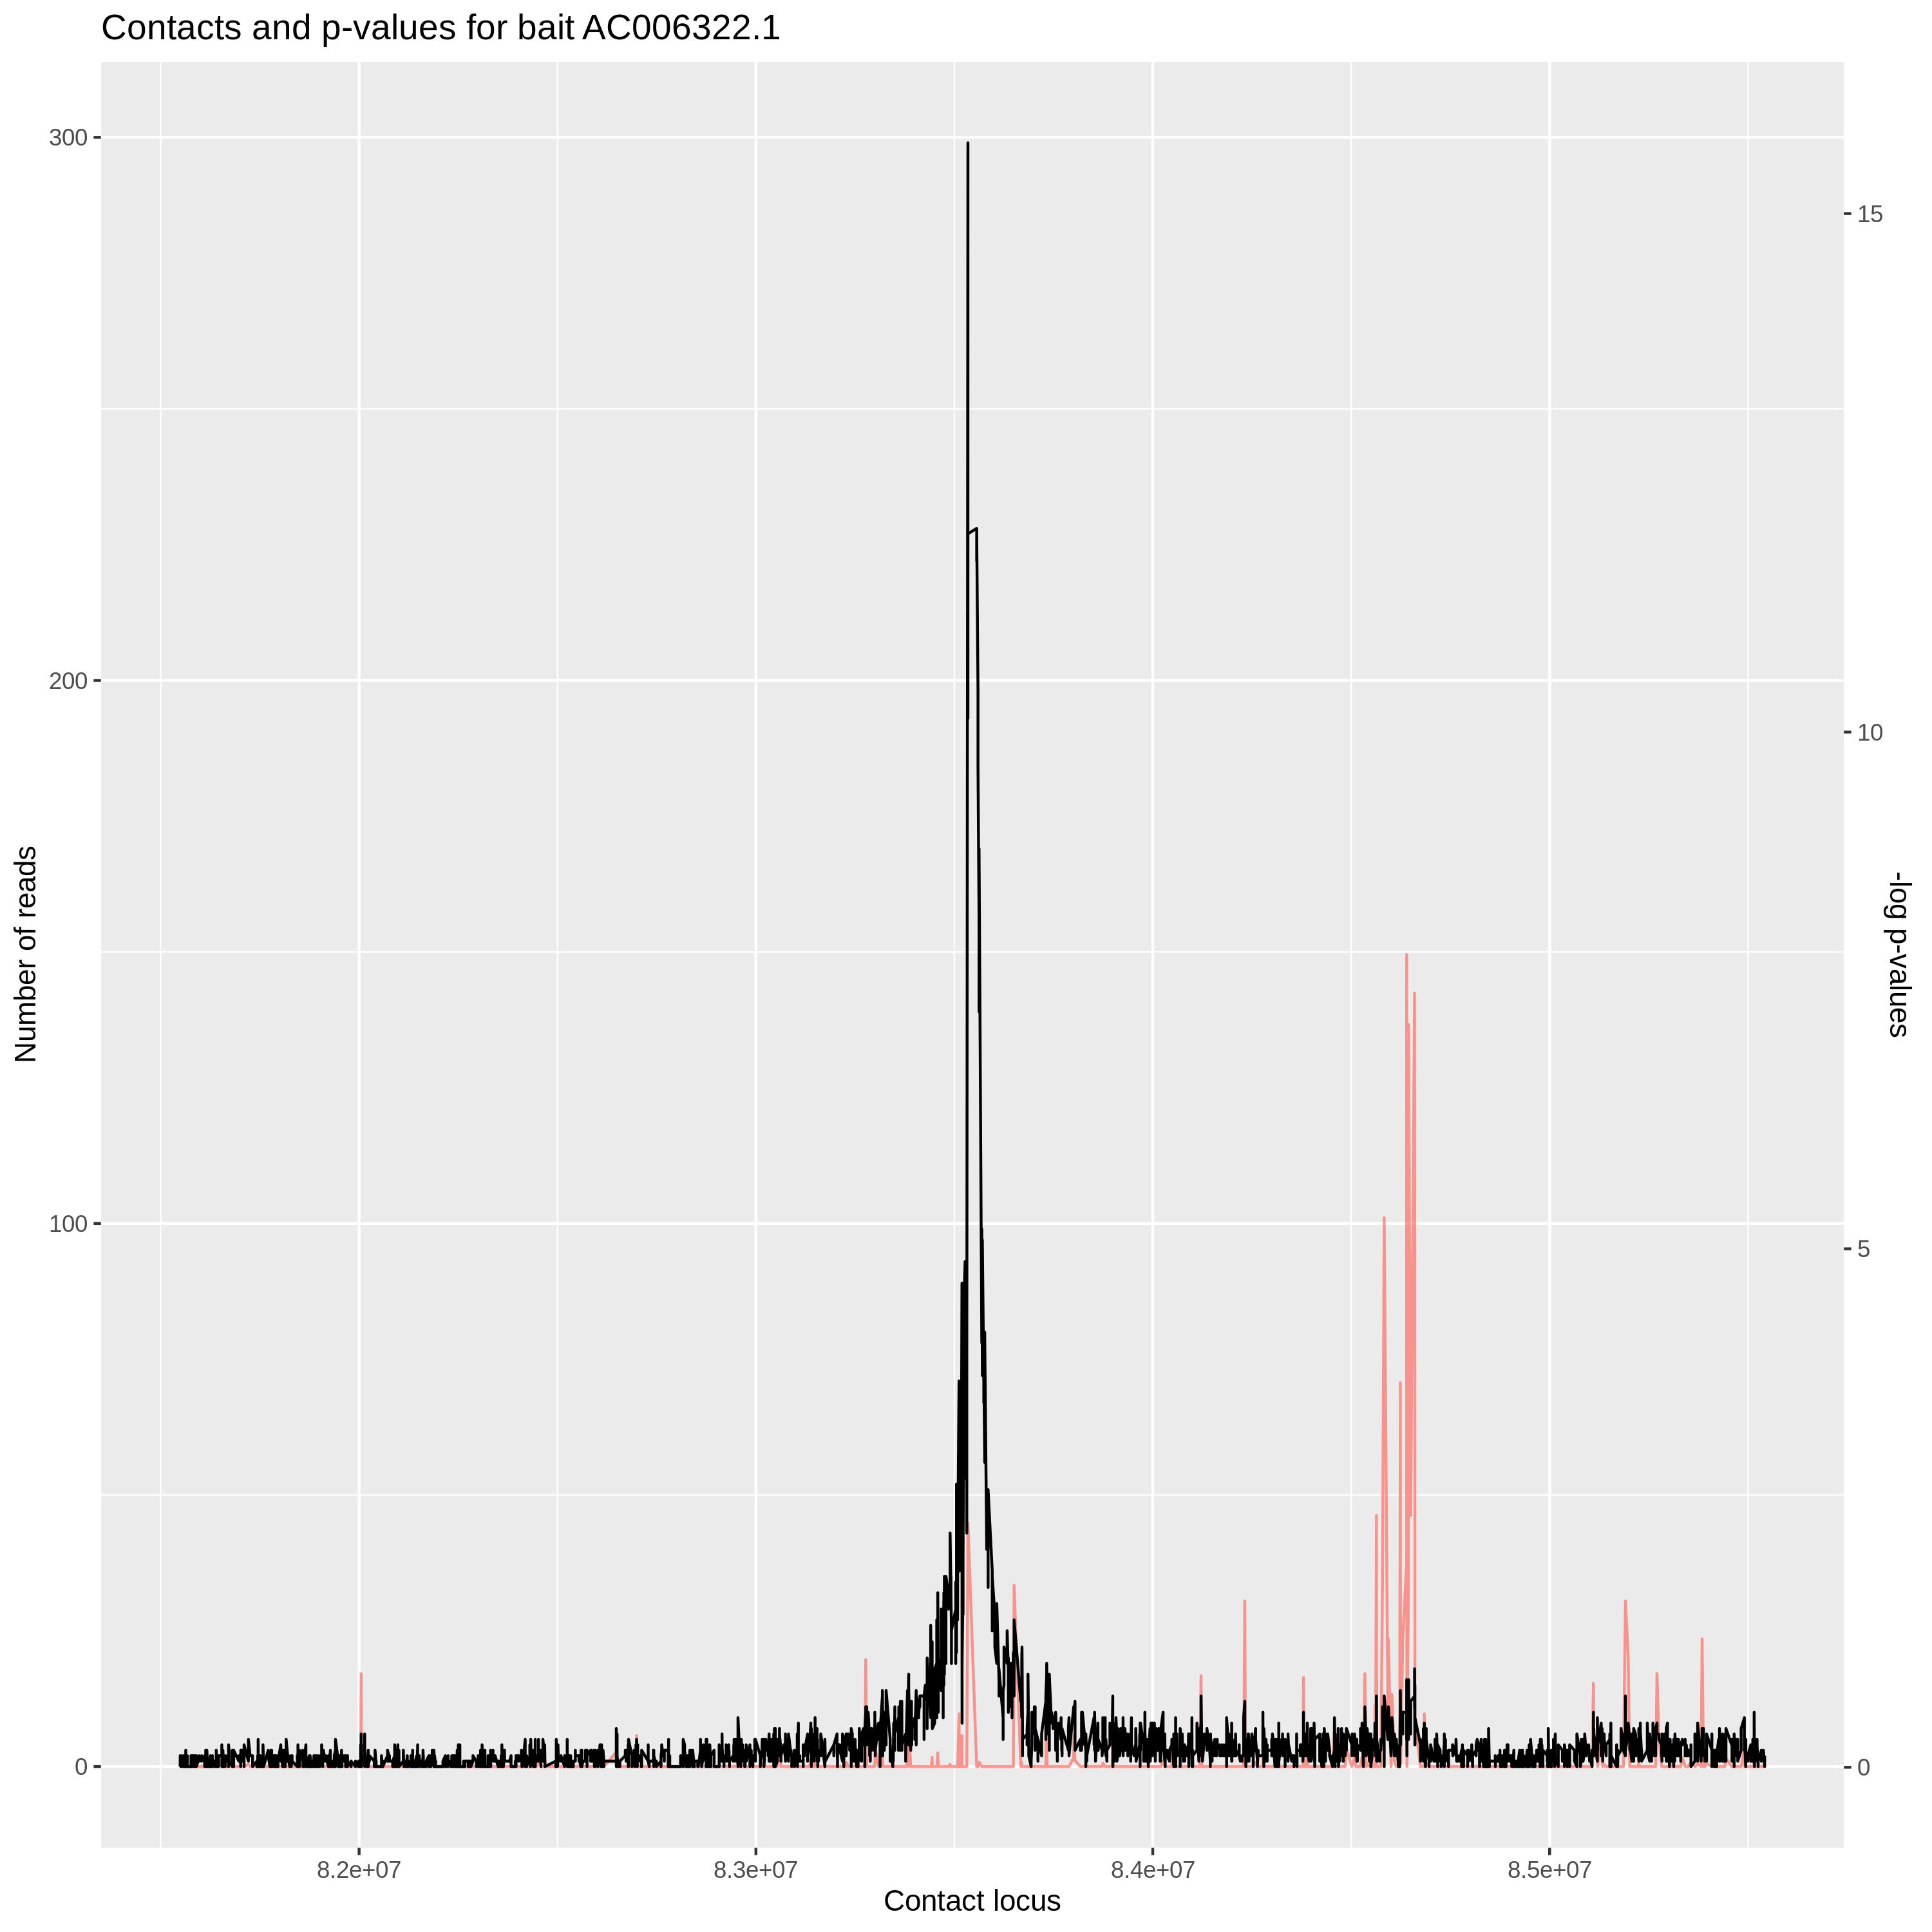 Contacts and p-values for bait AC006322.1
300
200
100
0
Number of reads
15
10
5
0
-log p-values
8.2e+07
8.3e+07
8.4e+07
8.5e+07
Contact locus